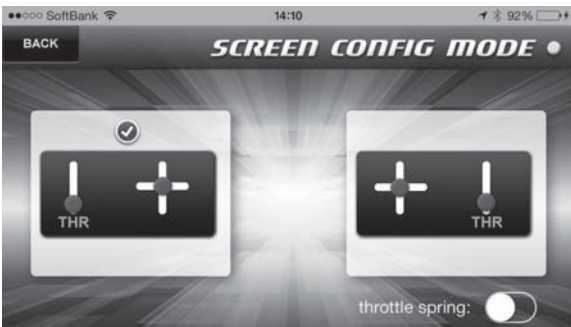 SoftBank 14:10 92%
BACK SCREEN CONFIG MODE
THR THR
throttle spring: